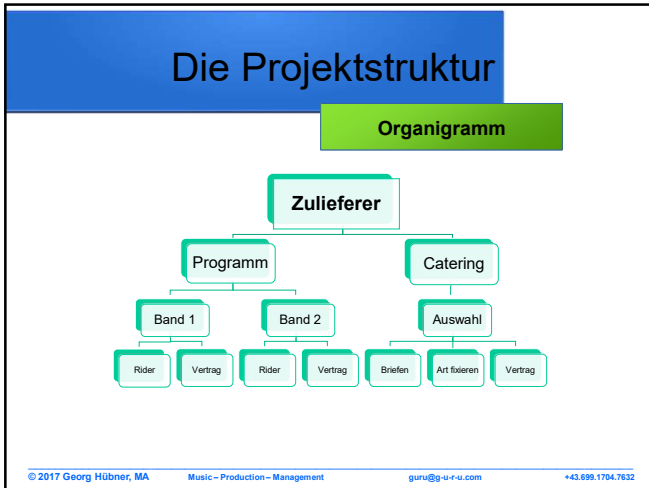 Die Projektstruktur
Organigramm
Zulieferer
Programm
Catering
Band 1
Band 2
Auswahl
Rider
Vertrag
Rider
Vertrag
Briefen
Art fixieren
Vertrag
© 2017 Georg Hübner, MA Music – Production – Management guru@g-u-r-u.com +43.699.1704.7632